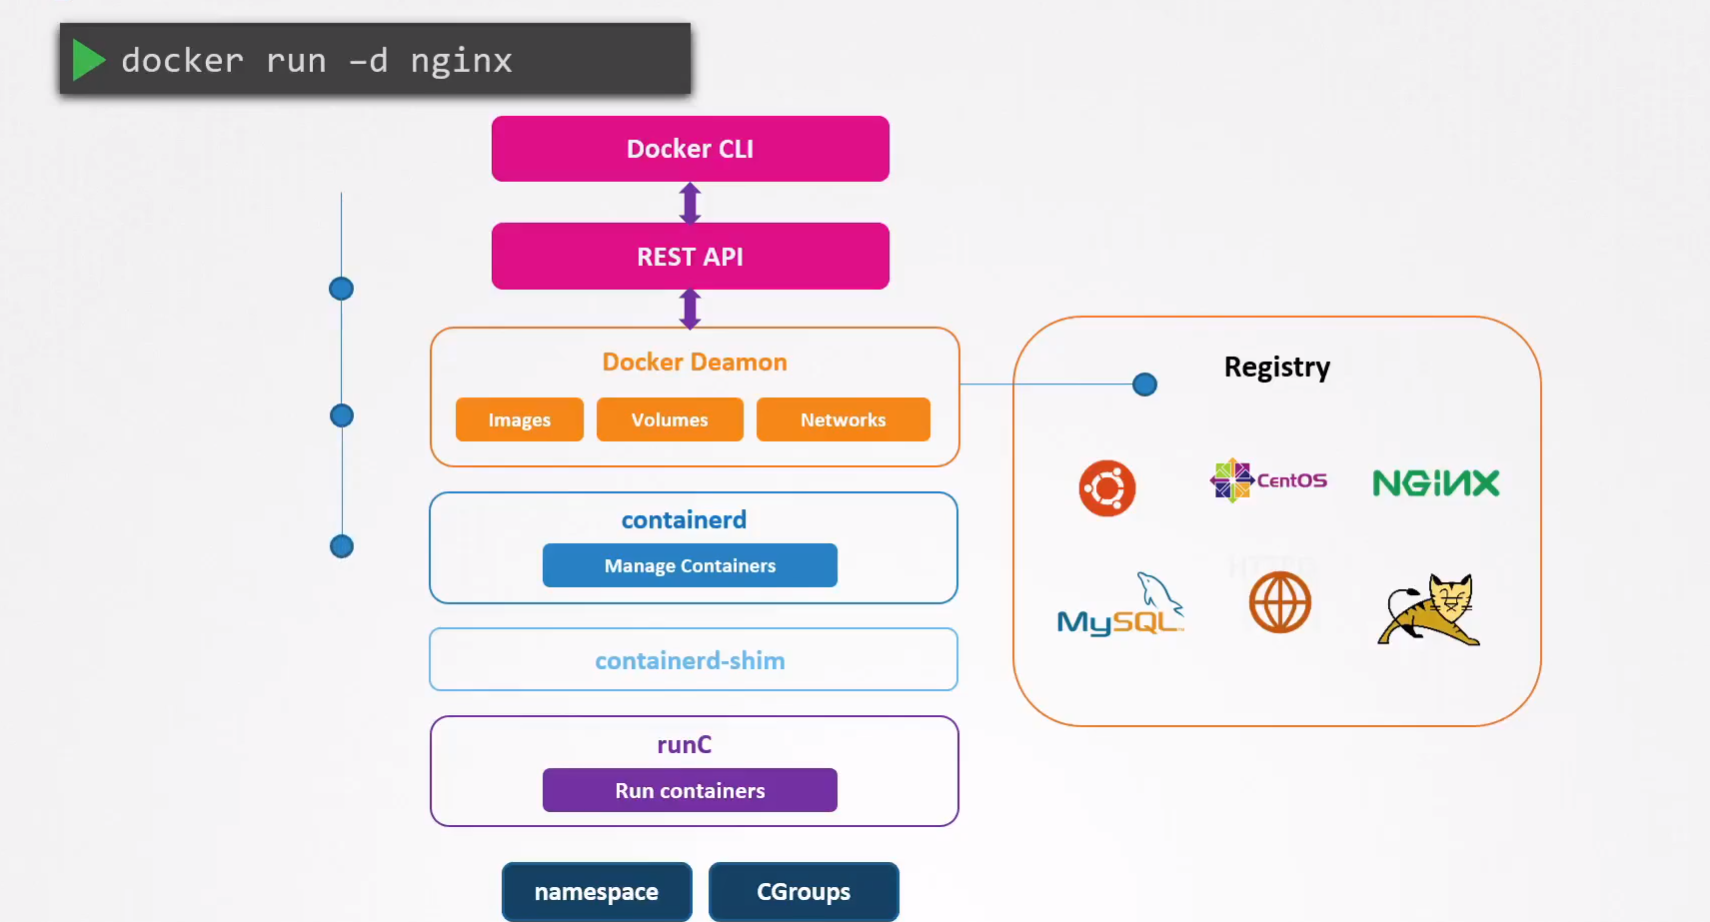 docker run –d nginx
Docker CLI
REST API
Docker Deamon
Images
Volumes
Networks
containerd
Manage Containers
containerd-shim
runC
Run containers
namespace
CGroups
Registry
CentOS
NGiNX
MySQL